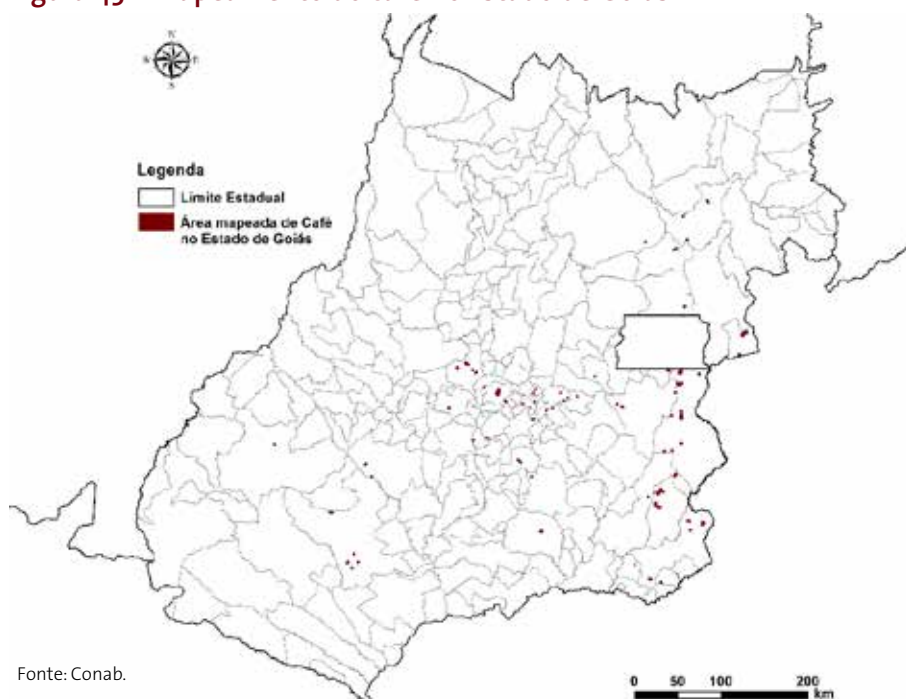 N
W E
S
Legenda
Limite Estadual
Área mapeada de Café
no Estado de Goiás
Fonte: Conab.
0 50 100 200
km